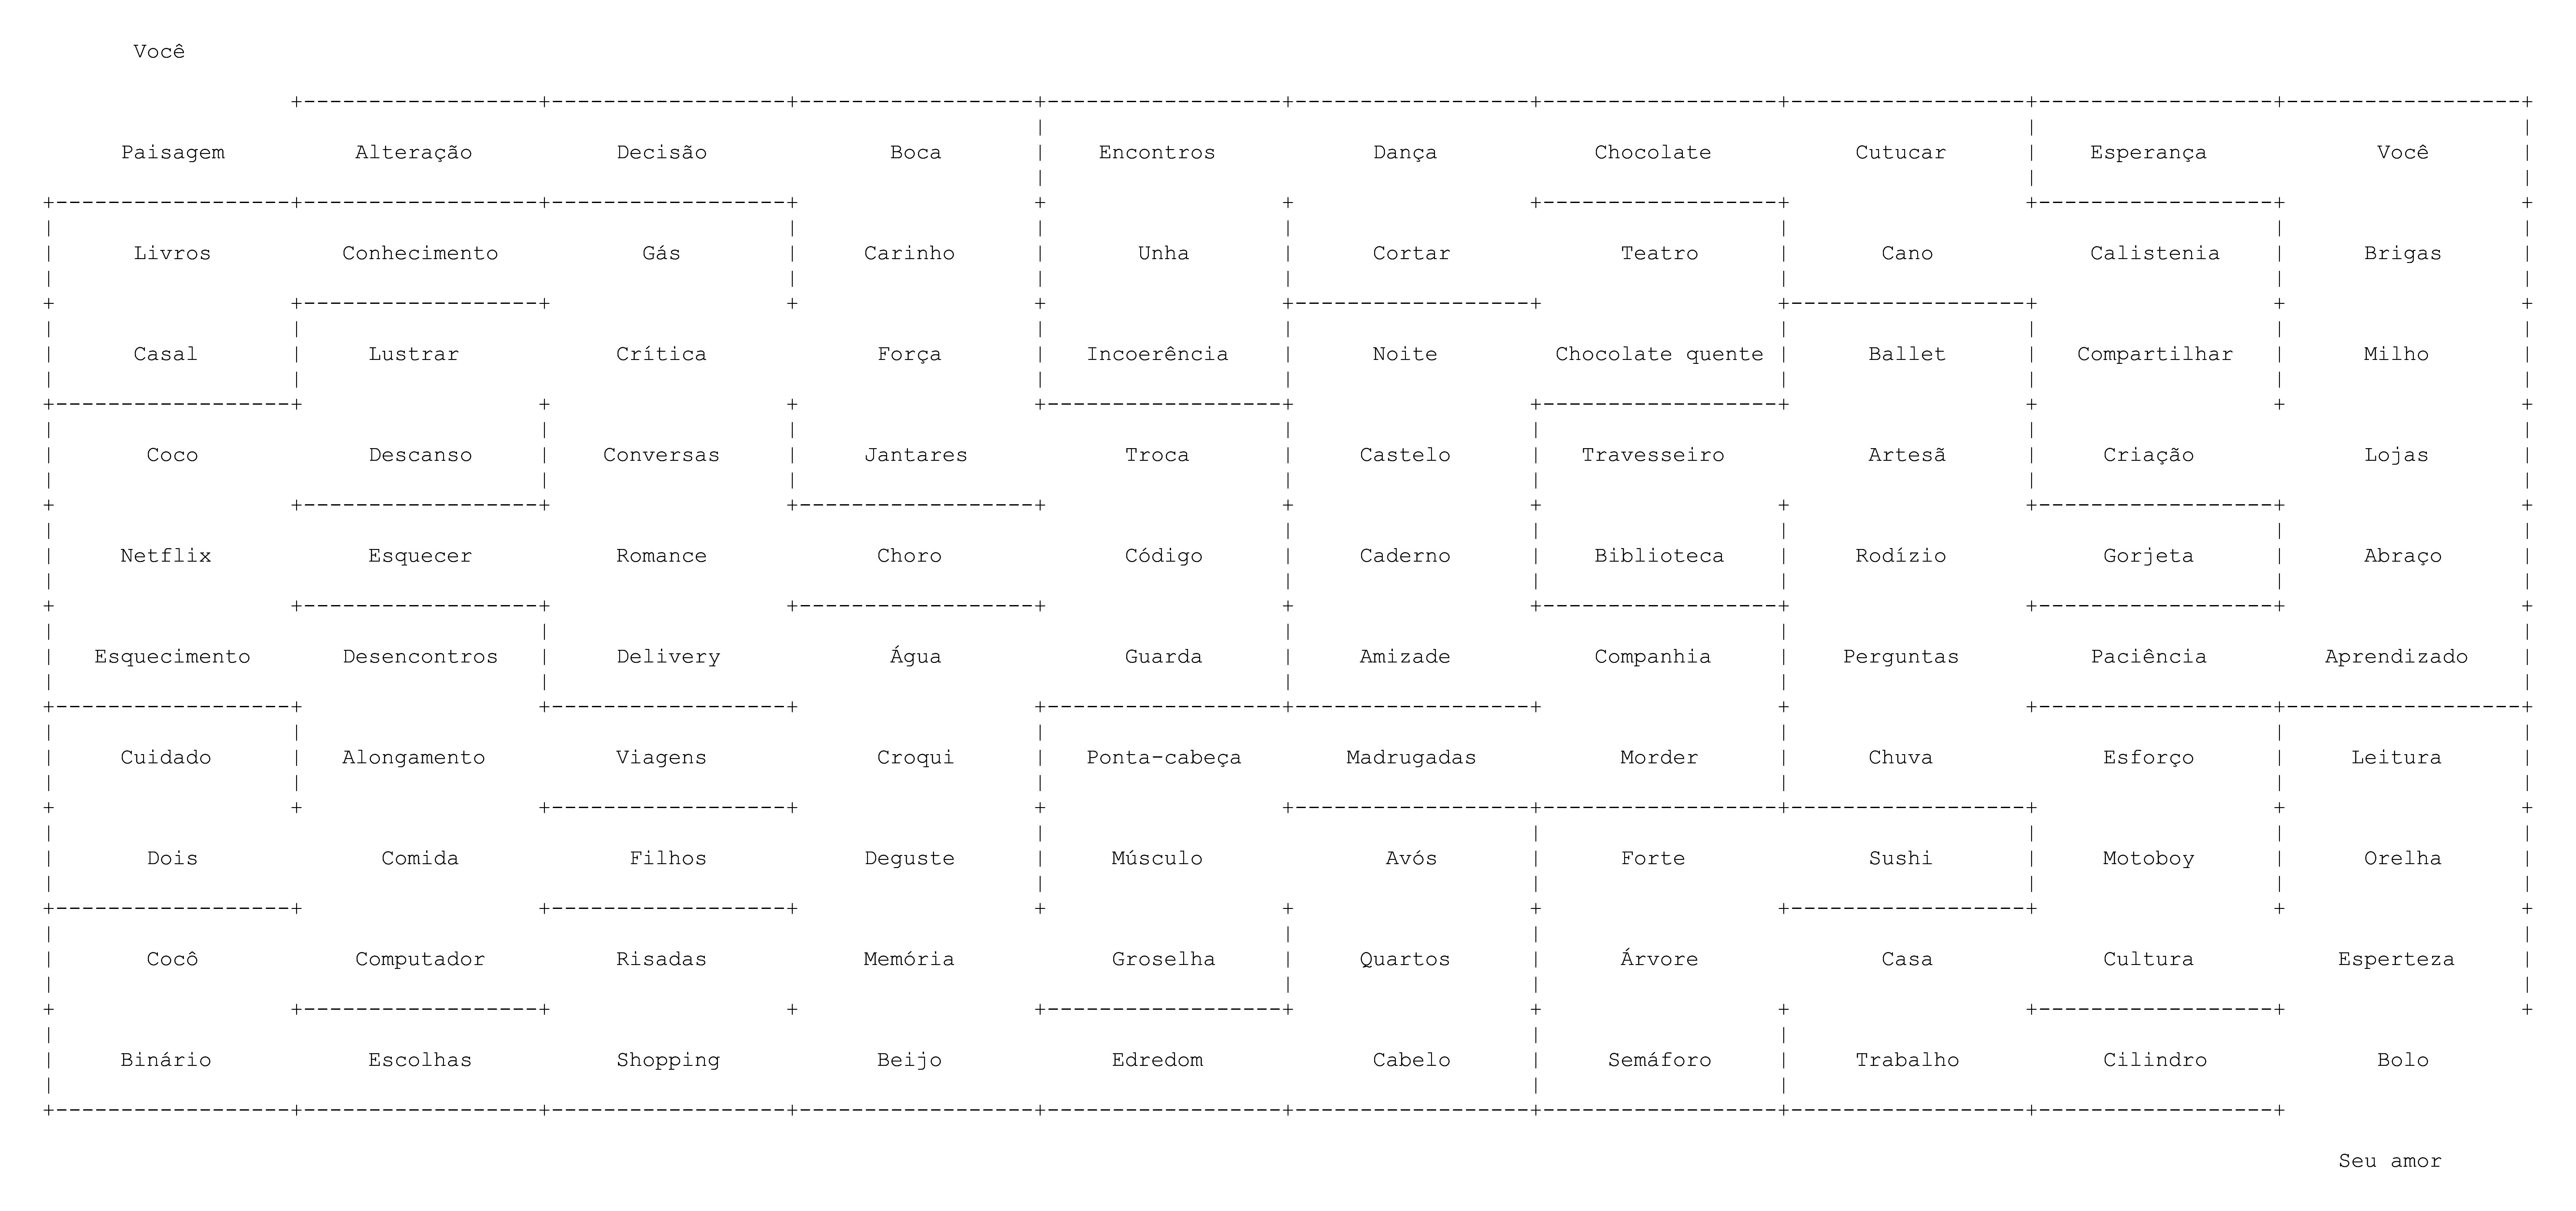 Você
Paisagem Alteração Decisão Boca Encontros Dança Chocolate Cutucar Esperança Você
Livros Conhecimento Gás Carinho Unha Cortar Teatro Cano Calistenia Brigas
Casal Lustrar Crítica Força Incoerência Noite Chocolate quente Ballet Compartilhar Milho
Coco Descanso Conversas Jantares Troca Castelo Travesseiro Artesã Criação Lojas
Netflix Esquecer Romance Choro Código Caderno Biblioteca Rodízio Gorjeta Abraço
Esquecimento Desencontros Delivery Água Guarda Amizade Companhia Perguntas Paciência Aprendizado
Cuidado Alongamento Viagens Croqui Ponta-cabeça Madrugadas Morder Chuva Esforço Leitura
Dois Comida Filhos Deguste Músculo Avós Forte Sushi Motoboy Orelha
Cocô Computador Risadas Memória Groselha Quartos Árvore Casa Cultura Esperteza
Binário Escolhas Shopping Beijo Edredom Cabelo Semáforo Trabalho Cilindro Bolo
Seu amor